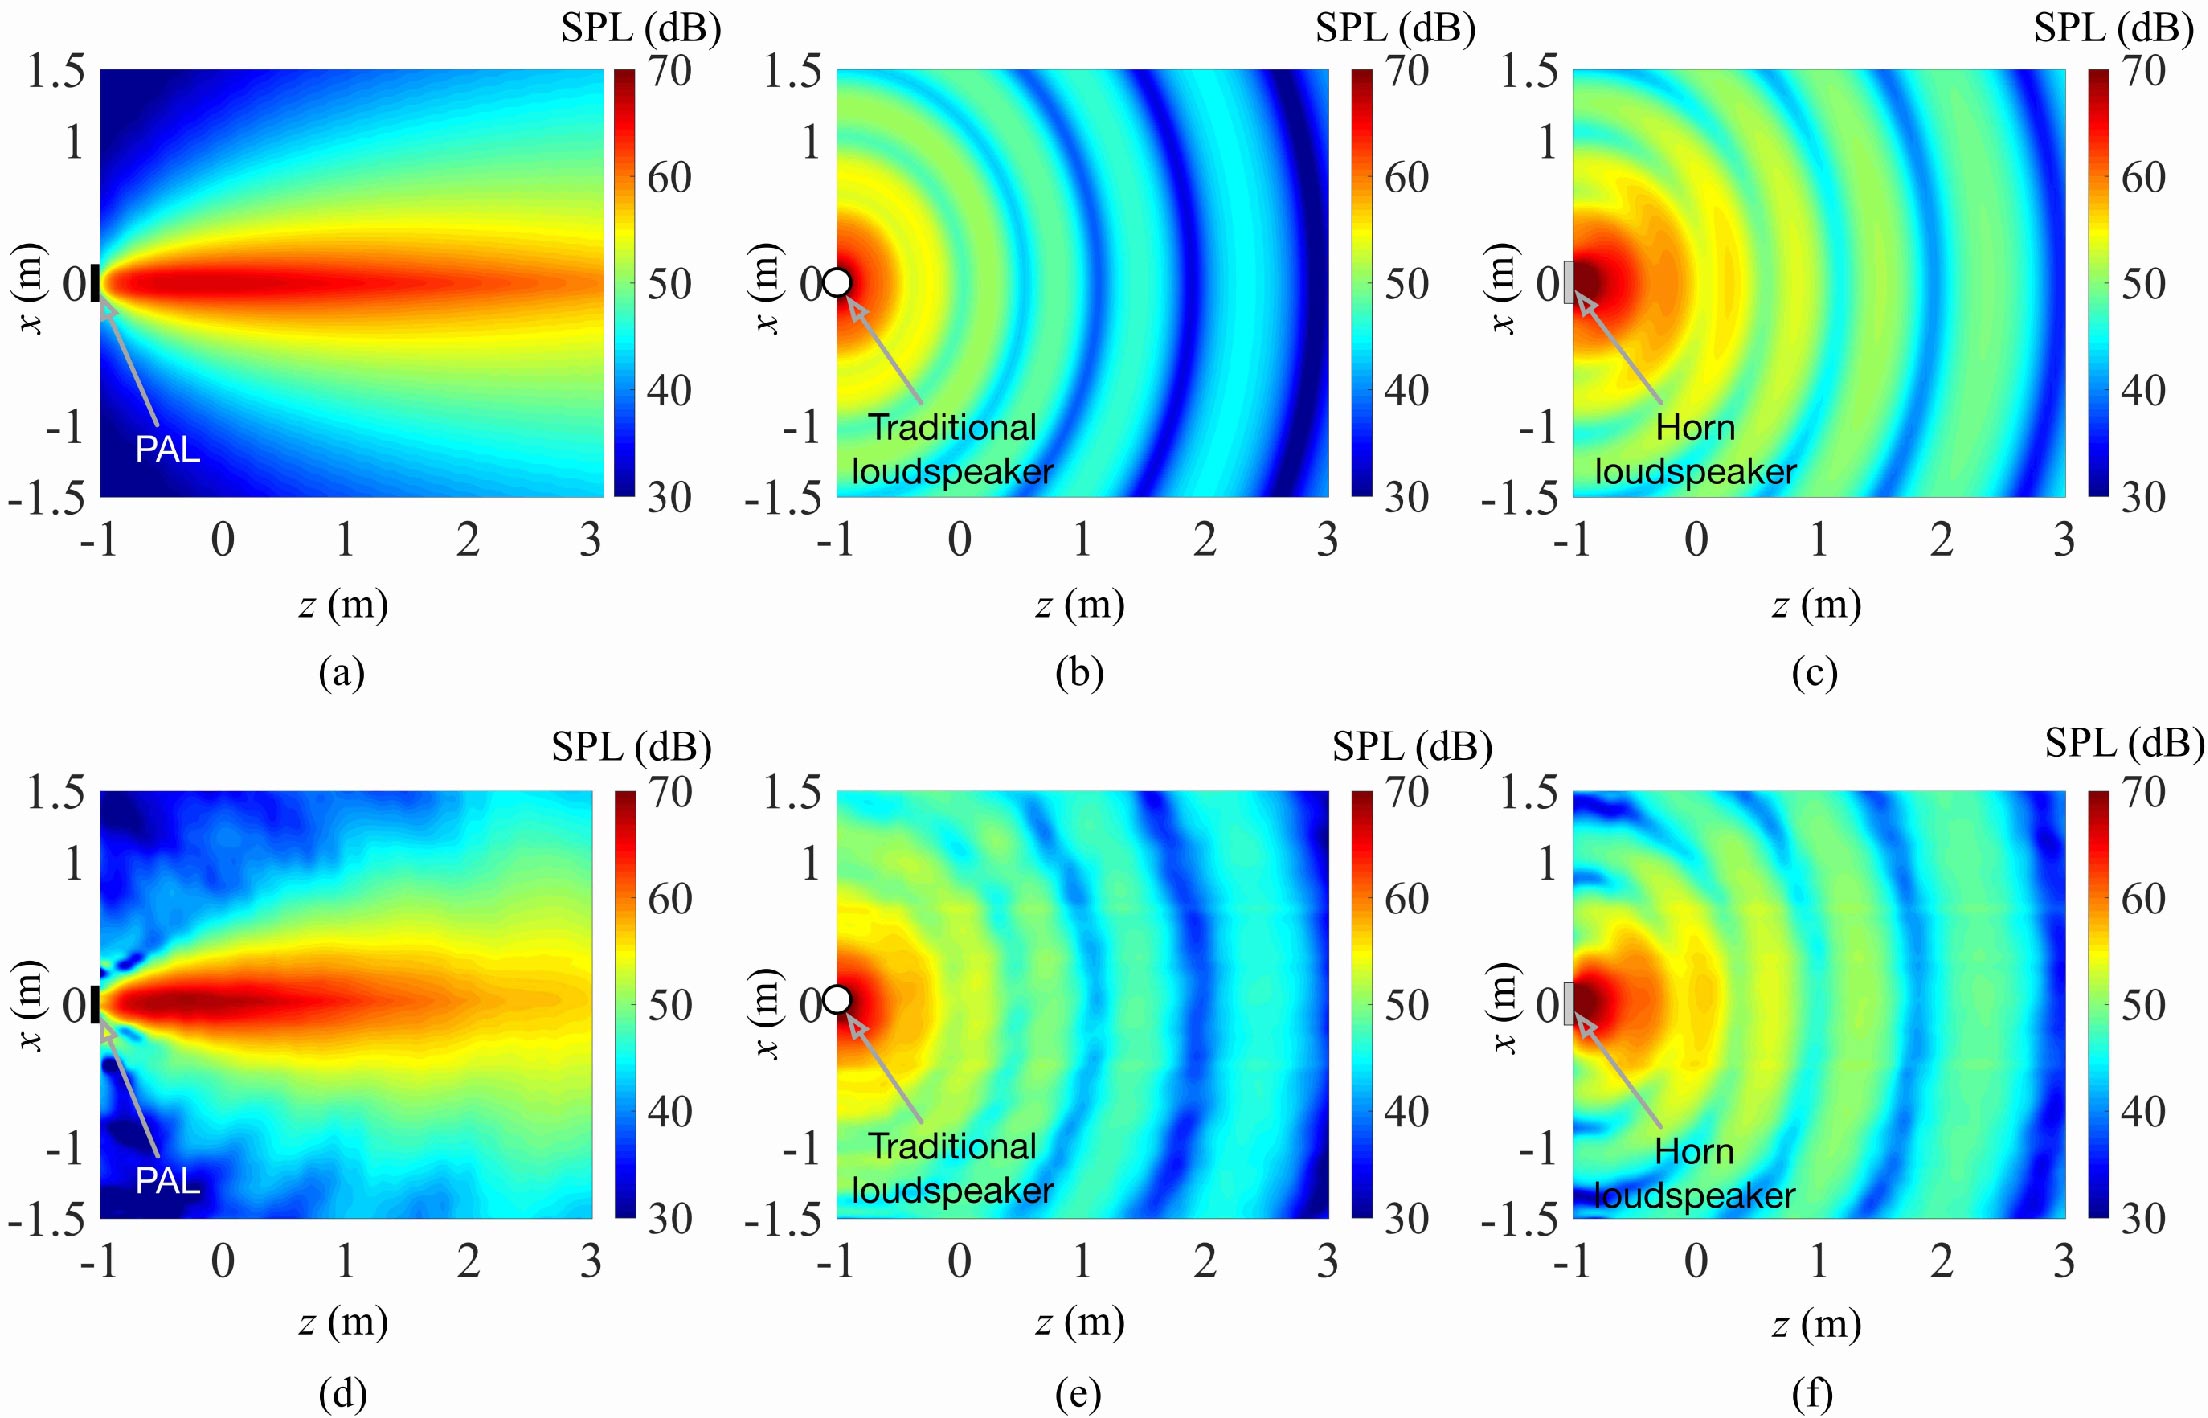 SPL (dB)
SPL (dB)
SPL (dB)
1.5
1
0
-1
-1.5
x (m)
PAL
70
60
50
40
30
-1 0 1 2 3
z (m)
(a)
1.5
1
0
-1
-1.5
x (m)
Traditional
loudspeaker
70
60
50
40
30
-1 0 1 2 3
z (m)
(b)
1.5
1
0
-1
-1.5
x (m)
Horn
loudspeaker
70
60
50
40
30
-1 0 1 2 3
z (m)
(c)
SPL (dB)
SPL (dB)
SPL (dB)
1.5
1
0
-1
-1.5
x (m)
PAL
70
60
50
40
30
-1 0 1 2 3
z (m)
(d)
1.5
1
0
-1
-1.5
x (m)
Traditional
loudspeaker
70
60
50
40
30
-1 0 1 2 3
z (m)
(e)
1.5
1
0
-1
-1.5
x (m)
Horn
loudspeaker
70
60
50
40
30
-1 0 1 2 3
z (m)
(f)